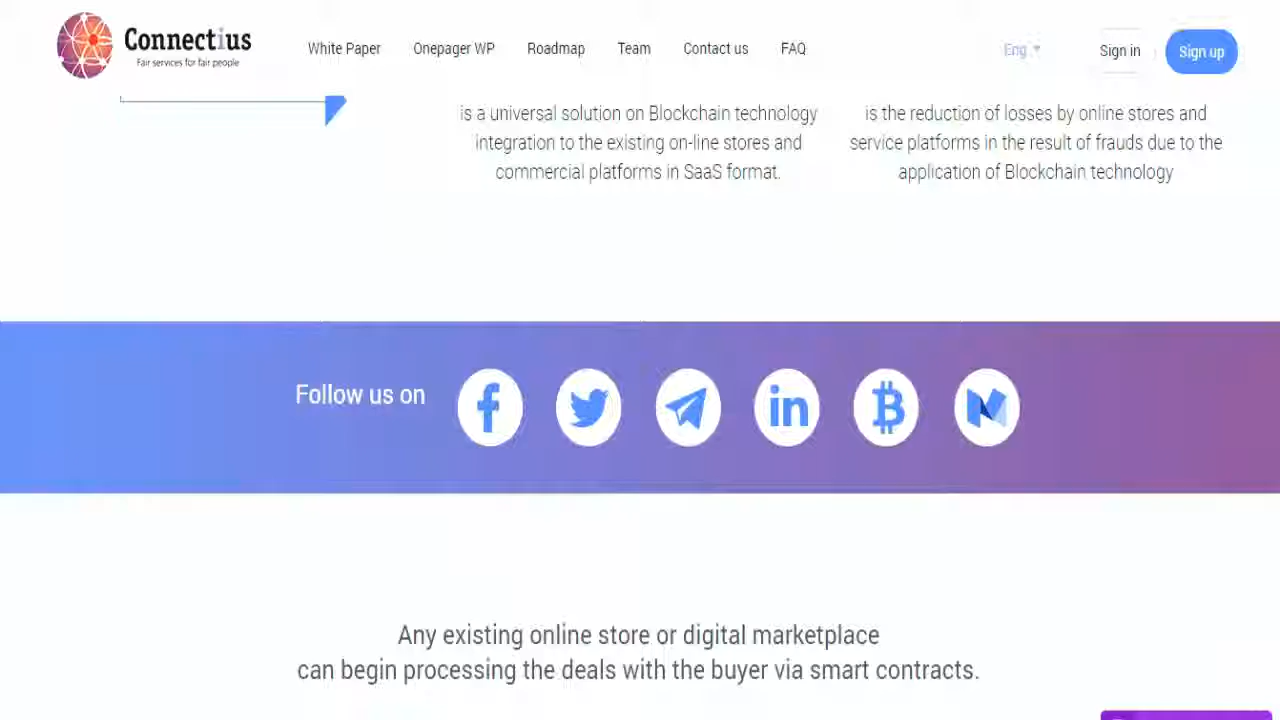 Connectius
Fair services for fair people
White Paper
Onepager WP
Roadmap
Team
Contact us
FAQ
Eng
Sign in
Sign up
is a universal solution on Blockchain technology
integration to the existing on-line stores and
commercial platforms in SaaS format.
is the reduction of losses by online stores and
service platforms in the result of frauds due to the
application of Blockchain technology
Follow us on
Any existing online store or digital marketplace
can begin processing the deals with the buyer via smart contracts.